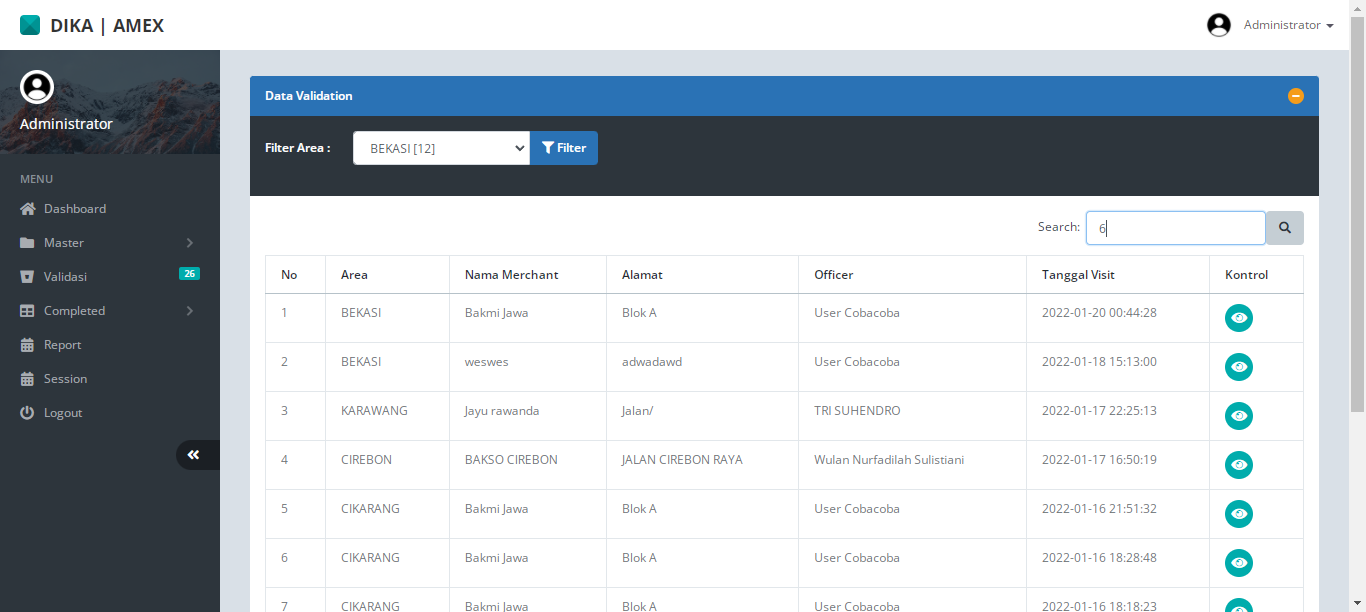 DIKA | AMEX
Administrator
Administrator
MENU
Dashboard
Master
Validasi 26
Completed
Report
Session
Logout
Data Validation
Filter Area : BEKASI [12] Filter
Search: 6
No Area Nama Merchant Alamat Officer Tanggal Visit Kontrol
1 BEKASI Bakmi Jawa Blok A User Cobacoba 2022-01-20 00:44:28
2 BEKASI weswes adwadawd User Cobacoba 2022-01-18 15:13:00
3 KARAWANG Jayu rawanda Jalan/ TRI SUHENDRO 2022-01-17 22:25:13
4 CIREBON BAKSO CIREBON JALAN CIREBON RAYA Wulan Nurfadilah Sulistiani 2022-01-17 16:50:19
5 CIKARANG Bakmi Jawa Blok A User Cobacoba 2022-01-16 21:51:32
6 CIKARANG Bakmi Jawa Blok A User Cobacoba 2022-01-16 18:28:48
7 CIKARANG Bakmi Jawa Blok A User Cobacoba 2022-01-16 18:18:23